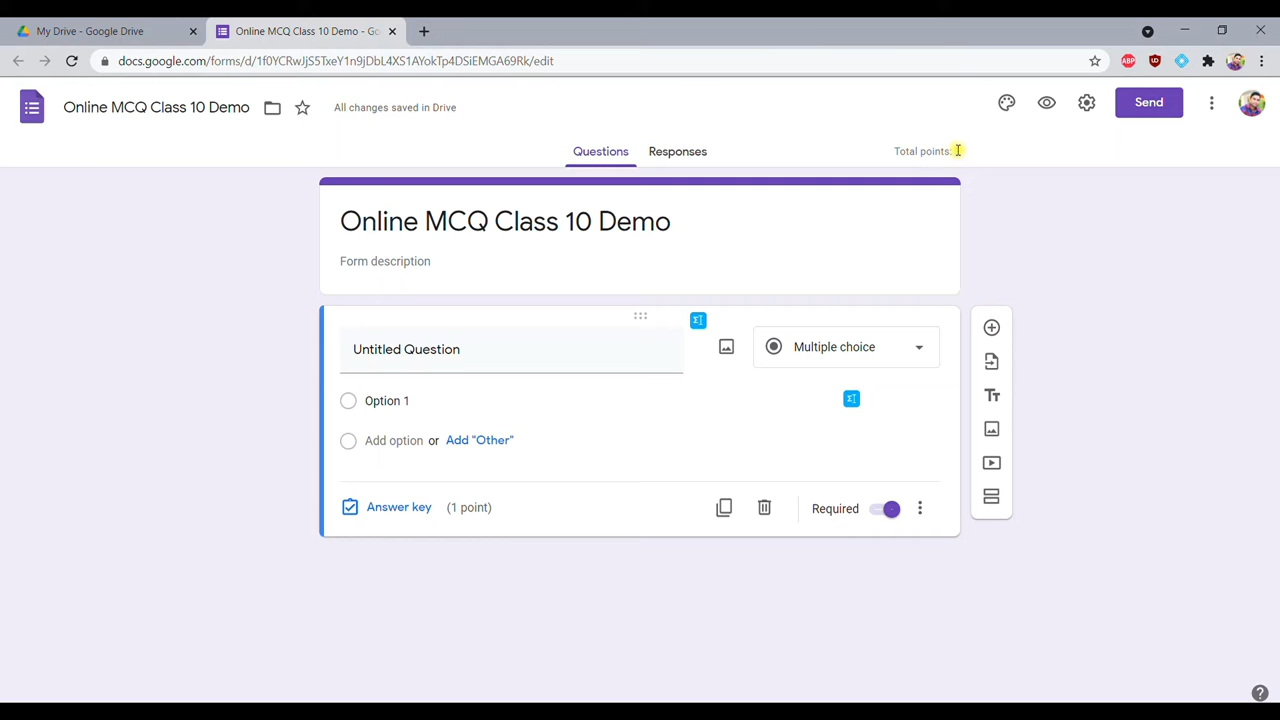 My Drive - Google Drive
Online MCQ Class 10 Demo - Go
docs.google.com/forms/d/1f0YCRwJjS5TxeY1n9jDbL4XS1AYokTp4DSiEMGA69Rk/edit
ABP
Online MCQ Class 10 Demo
All changes saved in Drive
Send
Questions
Responses
Total points:
Online MCQ Class 10 Demo
Form description
Untitled Question
Multiple choice
Option 1
Add option or Add "Other"
Answer key (1 point)
Required